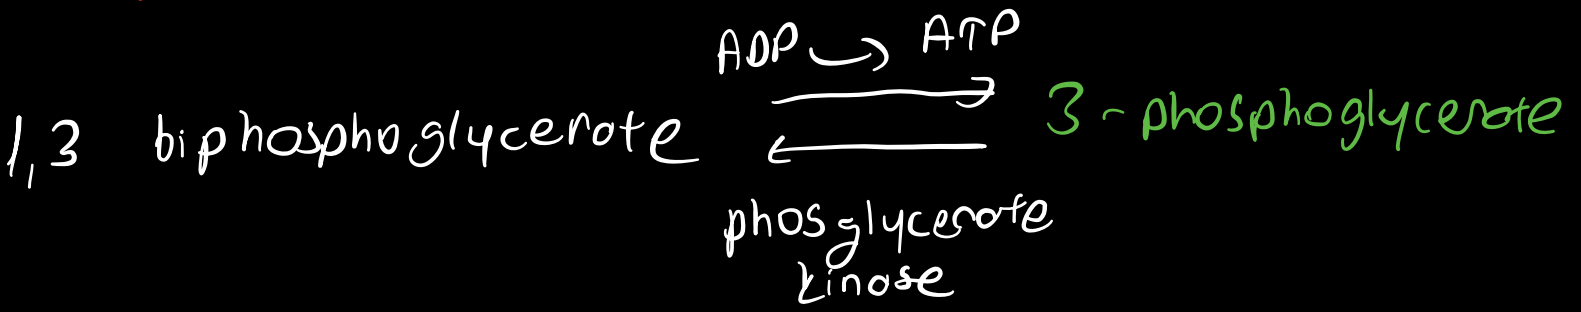 ADP → ATP
1,3 biphosphoglycerate 3-phosphoglycerate
phosglycerate
kinase